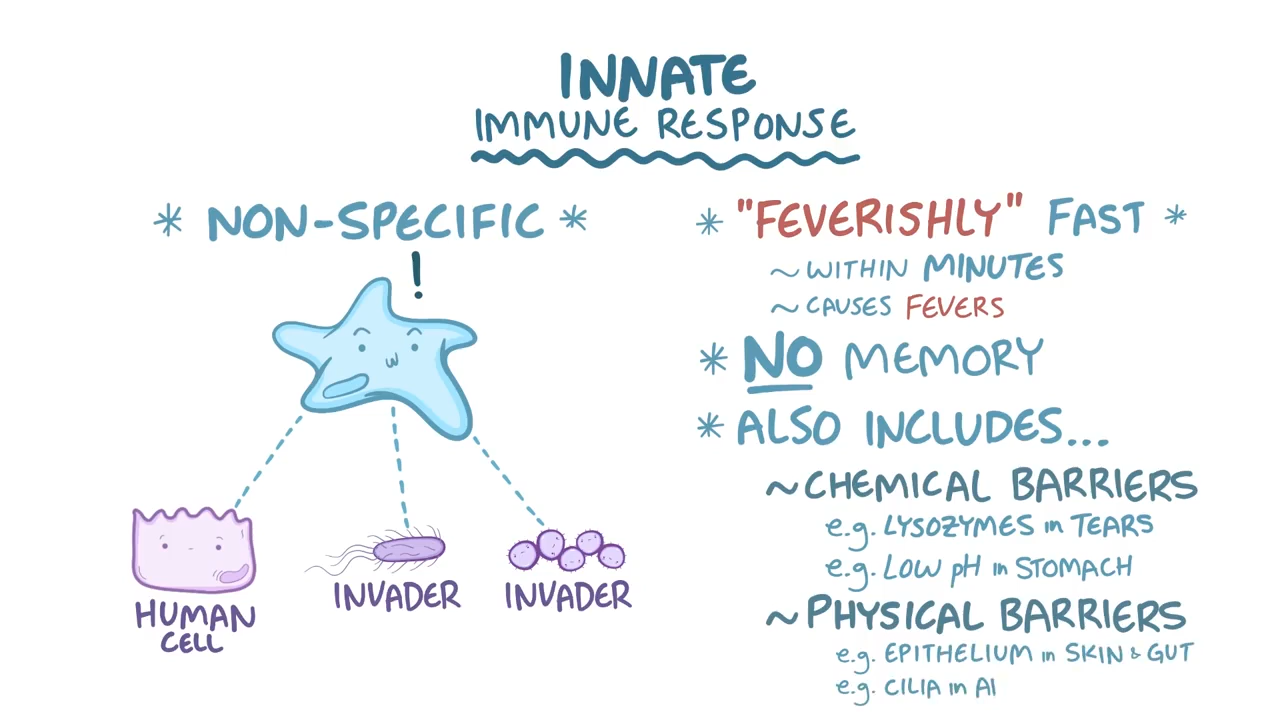 INNATE
IMMUNE RESPONSE
* NON-SPECIFIC *
!
HUMAN
CELL
INVADER
INVADER
* "FEVERISHLY" FAST *
~ WITHIN MINUTES
~ CAUSES FEVERS
* NO MEMORY
* ALSO INCLUDES...
~ CHEMICAL BARRIERS
e.g. LYSOZYMES in TEARS
e.g. LOW pH in STOMACH
~ PHYSICAL BARRIERS
e.g. EPITHELIUM in SKIN & GUT
e.g. CILIA in AI